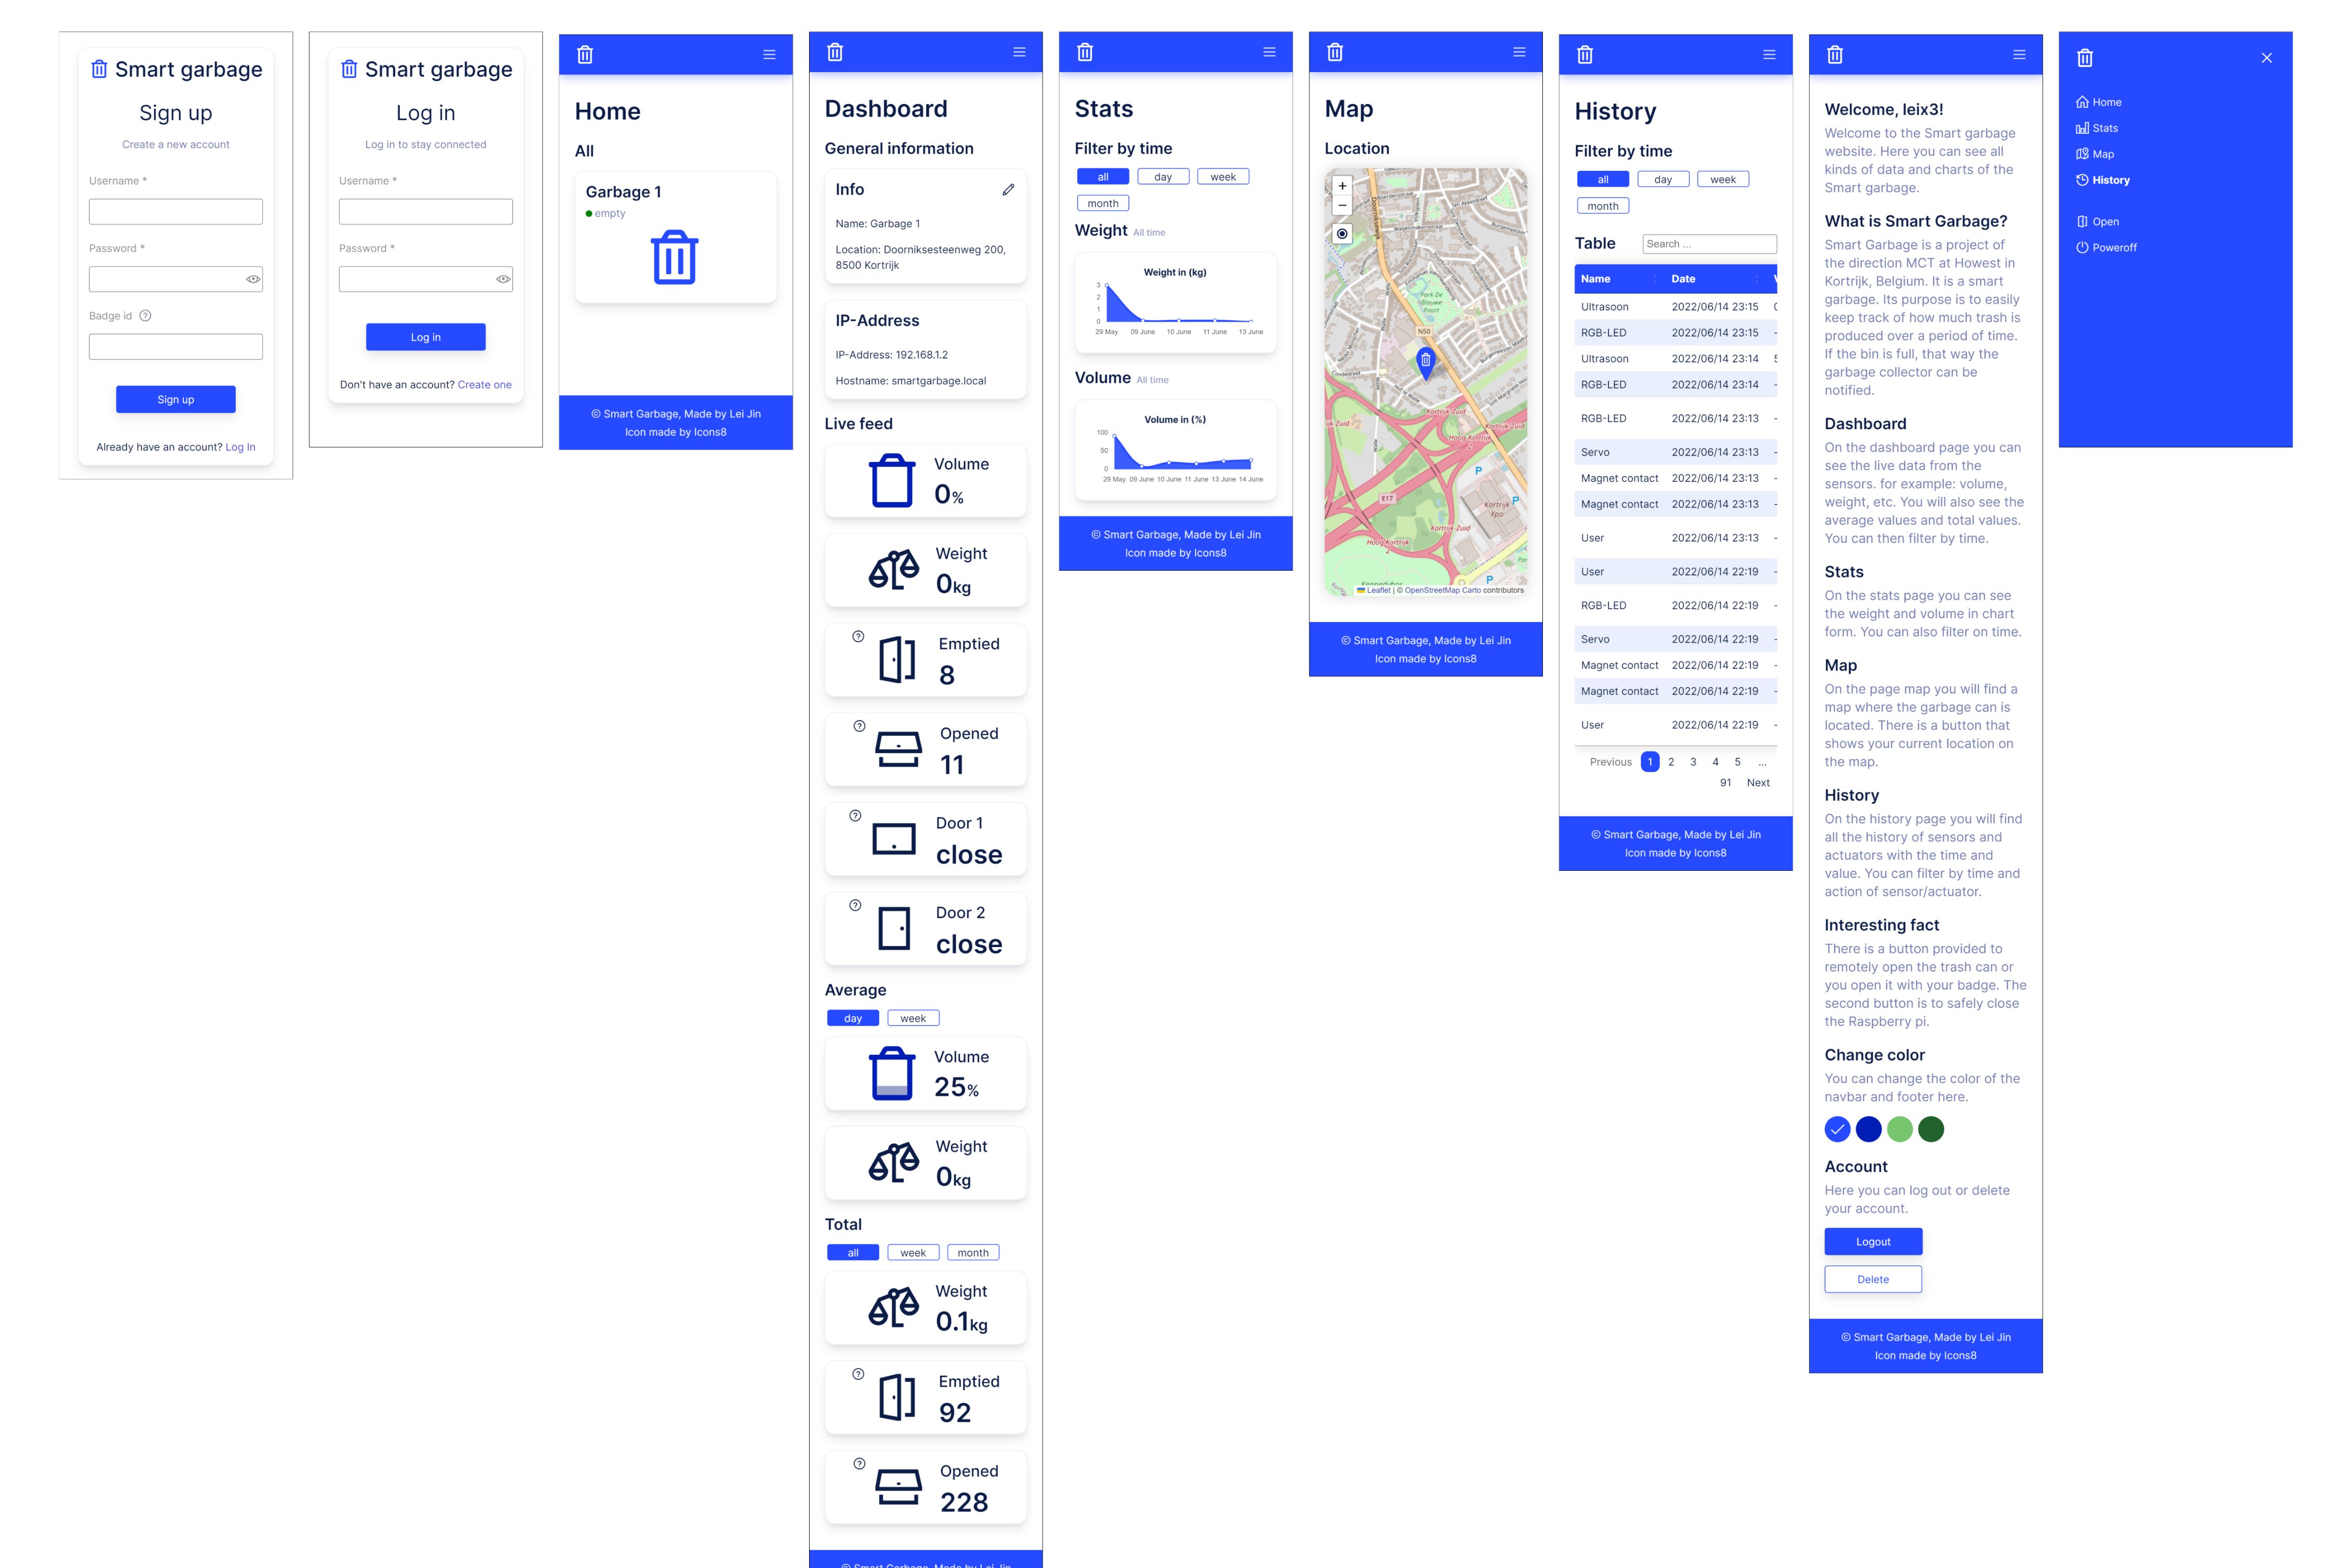 Smart garbage
Sign up
Create a new account
Username *
Password *
Badge id
Sign up
Already have an account? Log In
Smart garbage
Log in
Log in to stay connected
Username *
Password *
Log in
Don't have an account? Create one
Home
All
Garbage 1
empty
© Smart Garbage, Made by Lei Jin
Icon made by Icons8
Dashboard
General information
Info
Name: Garbage 1
Location: Doorniksesteenweg 200,
8500 Kortrijk
IP-Address
IP-Address: 192.168.1.2
Hostname: smartgarbage.local
Live feed
Volume
0%
Weight
0kg
Emptied
8
Opened
11
Door 1
close
Door 2
close
Average
day week
Volume
25%
Weight
0kg
Total
all week month
Weight
0.1kg
Emptied
92
Opened
228
© Smart Garbage, Made by Lei Jin
Stats
Filter by time
all day week
month
Weight All time
Weight in (kg)
3
2
1
0
29 May 09 June 10 June 11 June 13 June
Volume All time
Volume in (%)
100
50
0
29 May 09 June 10 June 11 June 13 June 14 June
© Smart Garbage, Made by Lei Jin
Icon made by Icons8
Map
Location
+
−
Park De
Blauwe
Poort
N50
Kortrijk-Zuid
Hoog Kortrijk
P
E17
Kortrijk
Xpo
P
Kortrijk-Zuid
Hoog Kortrijk
P
Leaflet | © OpenStreetMap Carto contributors
© Smart Garbage, Made by Lei Jin
Icon made by Icons8
History
Filter by time
all day week
month
Table Search ...
Name Date
Ultrasoon 2022/06/14 23:15
RGB-LED 2022/06/14 23:15 -
Ultrasoon 2022/06/14 23:14
RGB-LED 2022/06/14 23:14 -
RGB-LED 2022/06/14 23:13 -
Servo 2022/06/14 23:13 -
Magnet contact 2022/06/14 23:13 -
Magnet contact 2022/06/14 23:13 -
User 2022/06/14 23:13 -
User 2022/06/14 22:19 -
RGB-LED 2022/06/14 22:19 -
Servo 2022/06/14 22:19 -
Magnet contact 2022/06/14 22:19 -
Magnet contact 2022/06/14 22:19 -
User 2022/06/14 22:19 -
Previous 1 2 3 4 5 ...
91 Next
© Smart Garbage, Made by Lei Jin
Icon made by Icons8
Welcome, leix3!
Welcome to the Smart garbage
website. Here you can see all
kinds of data and charts of the
Smart garbage.
What is Smart Garbage?
Smart Garbage is a project of
the direction MCT at Howest in
Kortrijk, Belgium. It is a smart
garbage. Its purpose is to easily
keep track of how much trash is
produced over a period of time.
If the bin is full, that way the
garbage collector can be
notified.
Dashboard
On the dashboard page you can
see the live data from the
sensors. for example: volume,
weight, etc. You will also see the
average values and total values.
You can then filter by time.
Stats
On the stats page you can see
the weight and volume in chart
form. You can also filter on time.
Map
On the page map you will find a
map where the garbage can is
located. There is a button that
shows your current location on
the map.
History
On the history page you will find
all the history of sensors and
actuators with the time and
value. You can filter by time and
action of sensor/actuator.
Interesting fact
There is a button provided to
remotely open the trash can or
you open it with your badge. The
second button is to safely close
the Raspberry pi.
Change color
You can change the color of the
navbar and footer here.
Account
Here you can log out or delete
your account.
Logout
Delete
© Smart Garbage, Made by Lei Jin
Icon made by Icons8
Home
Stats
Map
History
Open
Poweroff